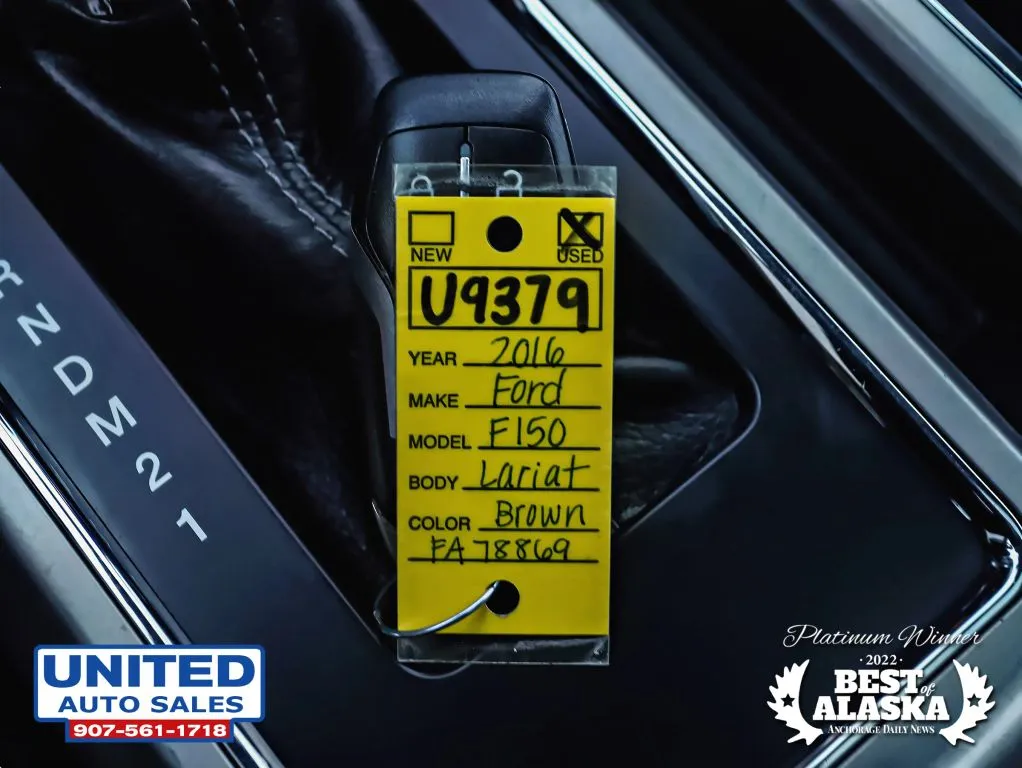 R
N
D
M
2
1
NEW USED
U9379
YEAR 2016
MAKE Ford
MODEL F150
BODY Lariat
COLOR Brown
FA78869
UNITED
AUTO SALES
907-561-1718
Platinum Winner
· 2022 ·
BEST of
ALASKA
ANCHORAGE DAILY NEWS